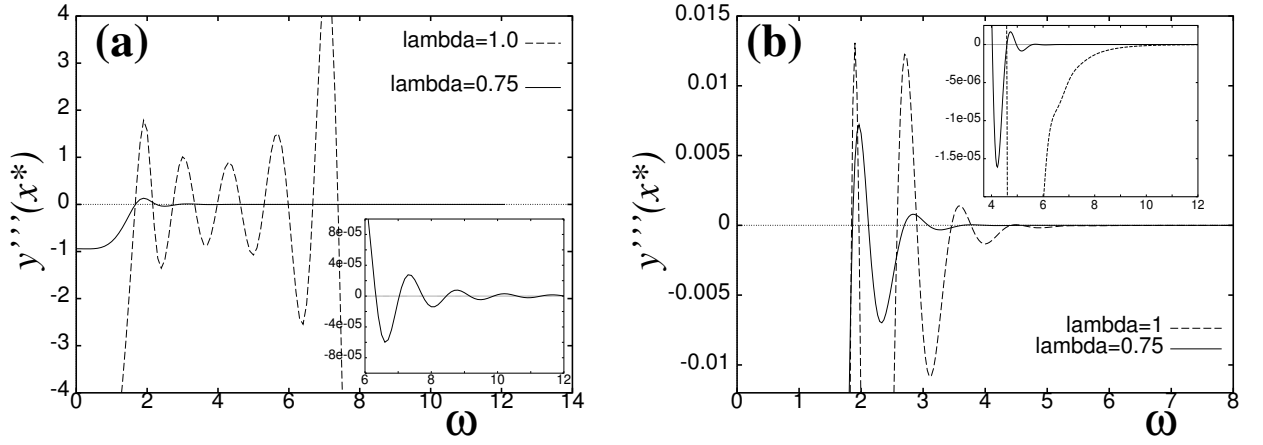 (a)
lambda=1.0
lambda=0.75
4
3
2
1
0
-1
-2
-3
-4
y'''(x*)
0 2 4 6 8 10 12 14
ω
8e-05
4e-05
0
-4e-05
-8e-05
6 8 10 12
(b)
0.015
0.01
0.005
0
-0.005
-0.01
y'''(x*)
0 1 2 3 4 5 6 7 8
ω
0
-5e-06
-1e-05
-1.5e-05
4 6 8 10 12
lambda=1
lambda=0.75